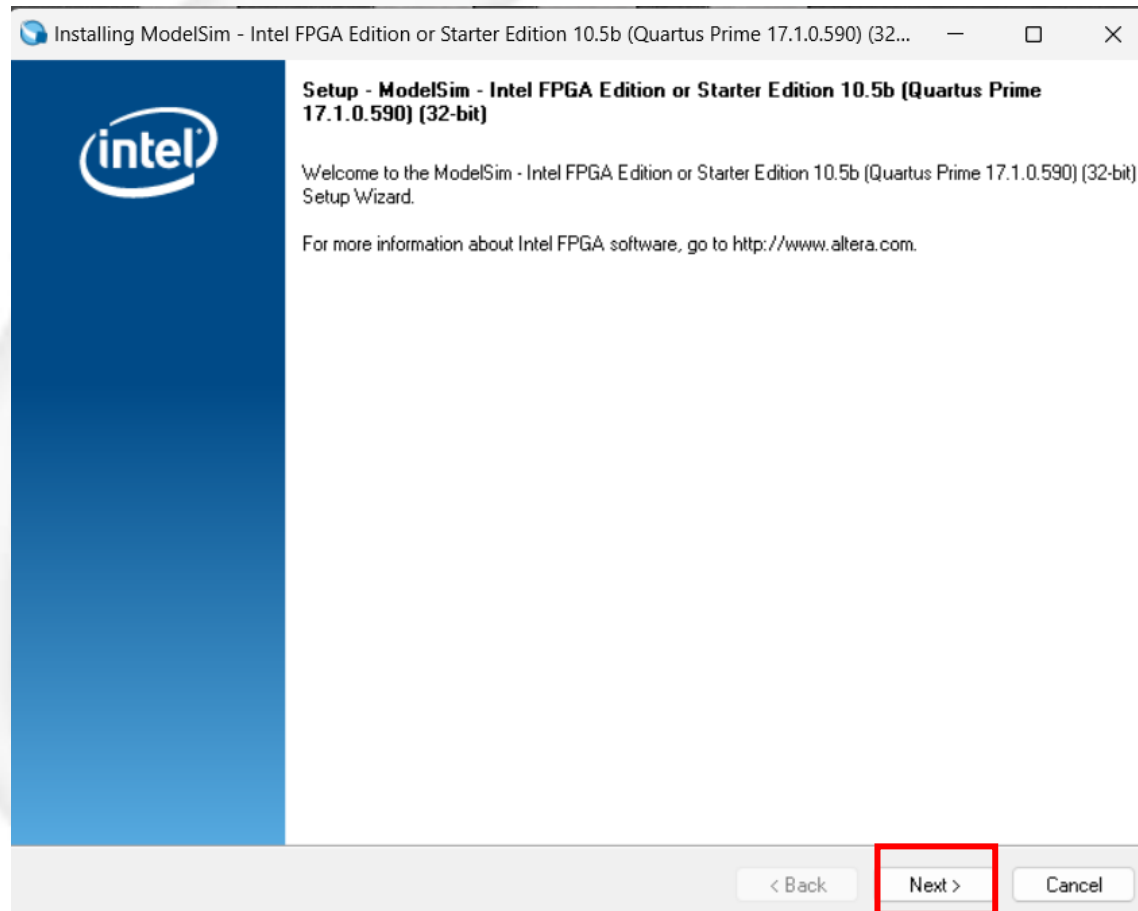 Installing ModelSim - Intel FPGA Edition or Starter Edition 10.5b (Quartus Prime 17.1.0.590) (32...
intel
Setup - ModelSim - Intel FPGA Edition or Starter Edition 10.5b (Quartus Prime
17.1.0.590) (32-bit)
Welcome to the ModelSim - Intel FPGA Edition or Starter Edition 10.5b (Quartus Prime 17.1.0.590) (32-bit)
Setup Wizard.
For more information about Intel FPGA software, go to http://www.altera.com.
< Back Next > Cancel